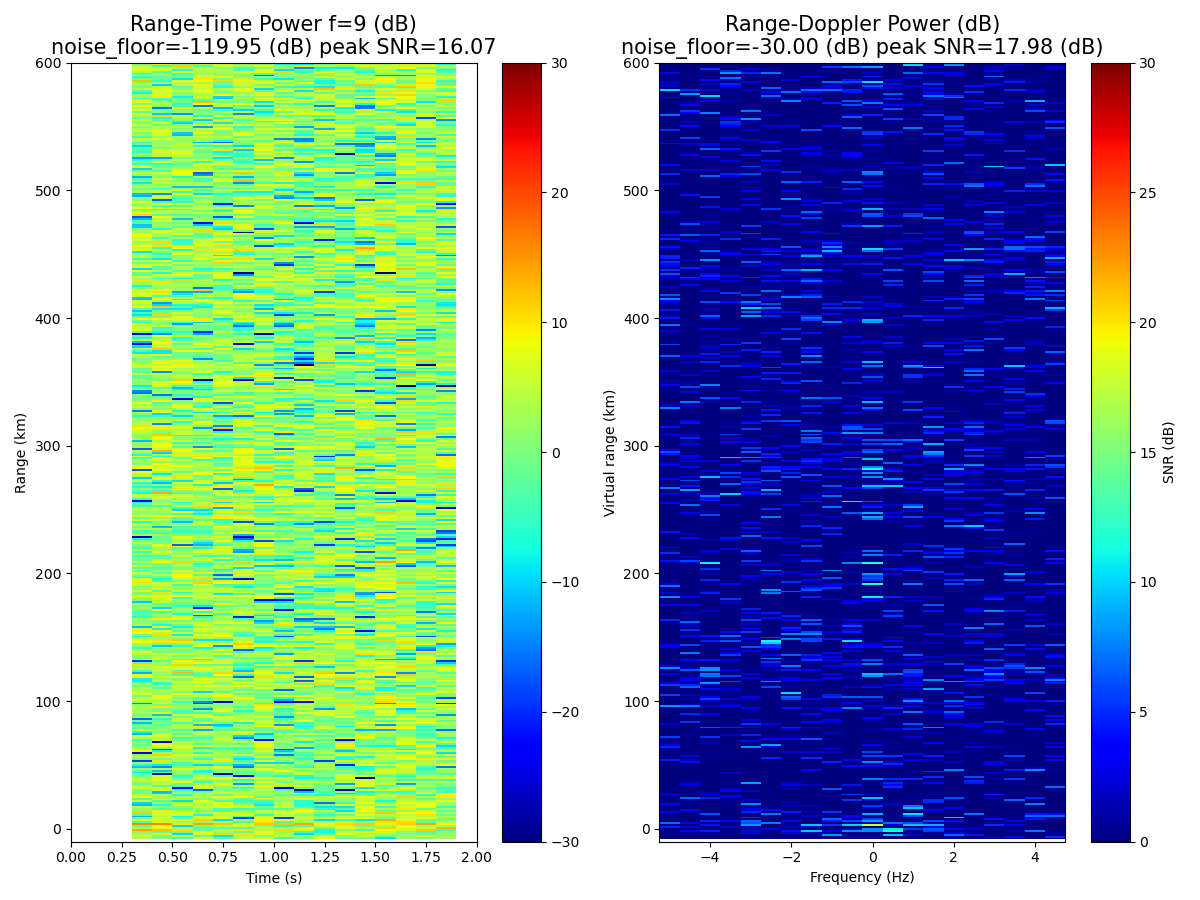 Range-Time Power f=9 (dB)
noise_floor=-119.95 (dB) peak SNR=16.07
600
500
400
300
200
100
0
Range (km)
0.00 0.25 0.50 0.75 1.00 1.25 1.50 1.75 2.00
Time (s)
30
20
10
0
−10
−20
−30
Range-Doppler Power (dB)
noise_floor=-30.00 (dB) peak SNR=17.98 (dB)
600
500
400
300
200
100
0
Virtual range (km)
−4 −2 0 2 4
Frequency (Hz)
30
25
20
15
10
5
0
SNR (dB)